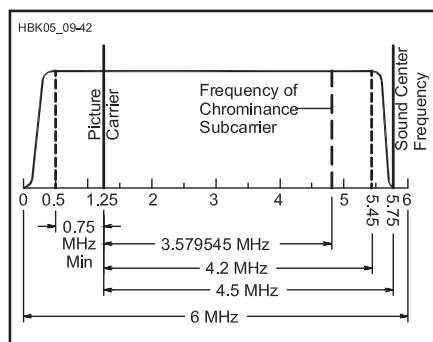 HBK05_09-42
Picture
Carrier
Frequency of
Chrominance
Subcarrier
Sound Center
Frequency
0 0.5 1.25 2 3 4 5 5.45 5.75 6
0.75
MHz
Min
3.579545 MHz
4.2 MHz
4.5 MHz
6 MHz